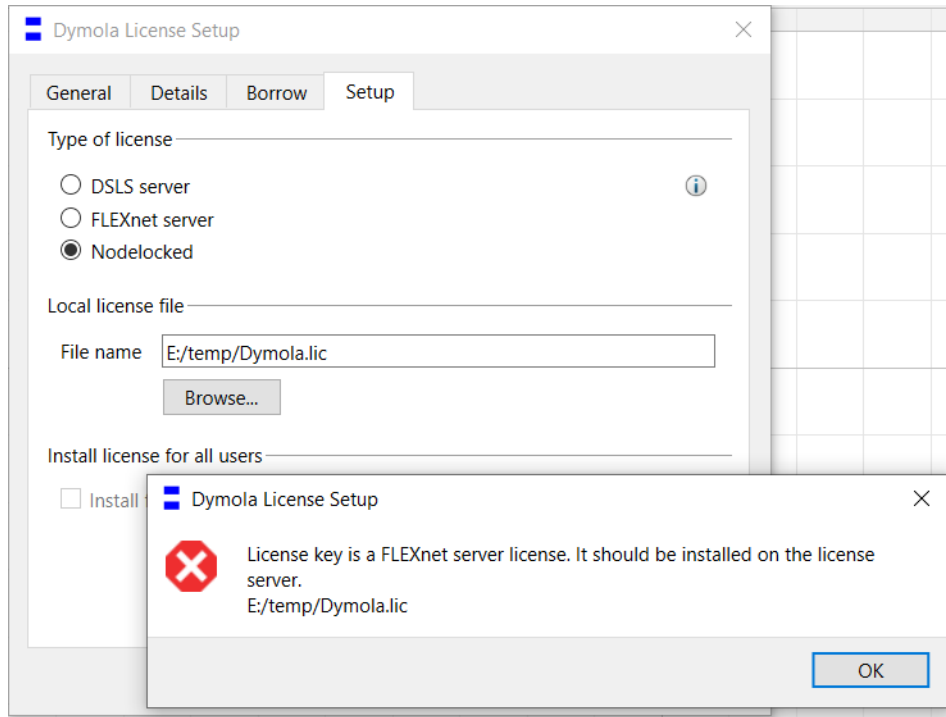 Dymola License Setup
General Details Borrow Setup
Type of license
DSLS server
FLEXnet server
Nodelocked
Local license file
File name E:/temp/Dymola.lic
Browse...
Install license for all users
Install
Dymola License Setup
License key is a FLEXnet server license. It should be installed on the license
server.
E:/temp/Dymola.lic
OK